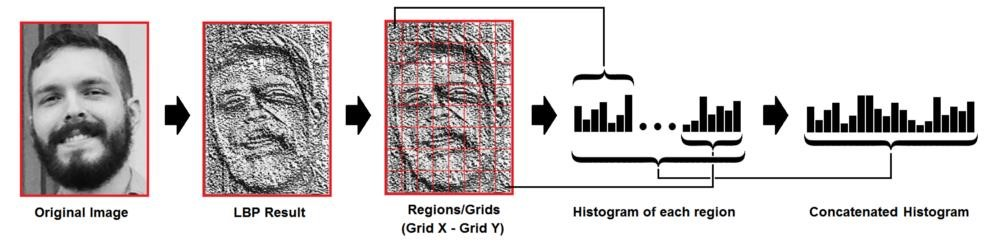 Original Image
LBP Result
Regions/Grids
(Grid X - Grid Y)
Histogram of each region
Concatenated Histogram